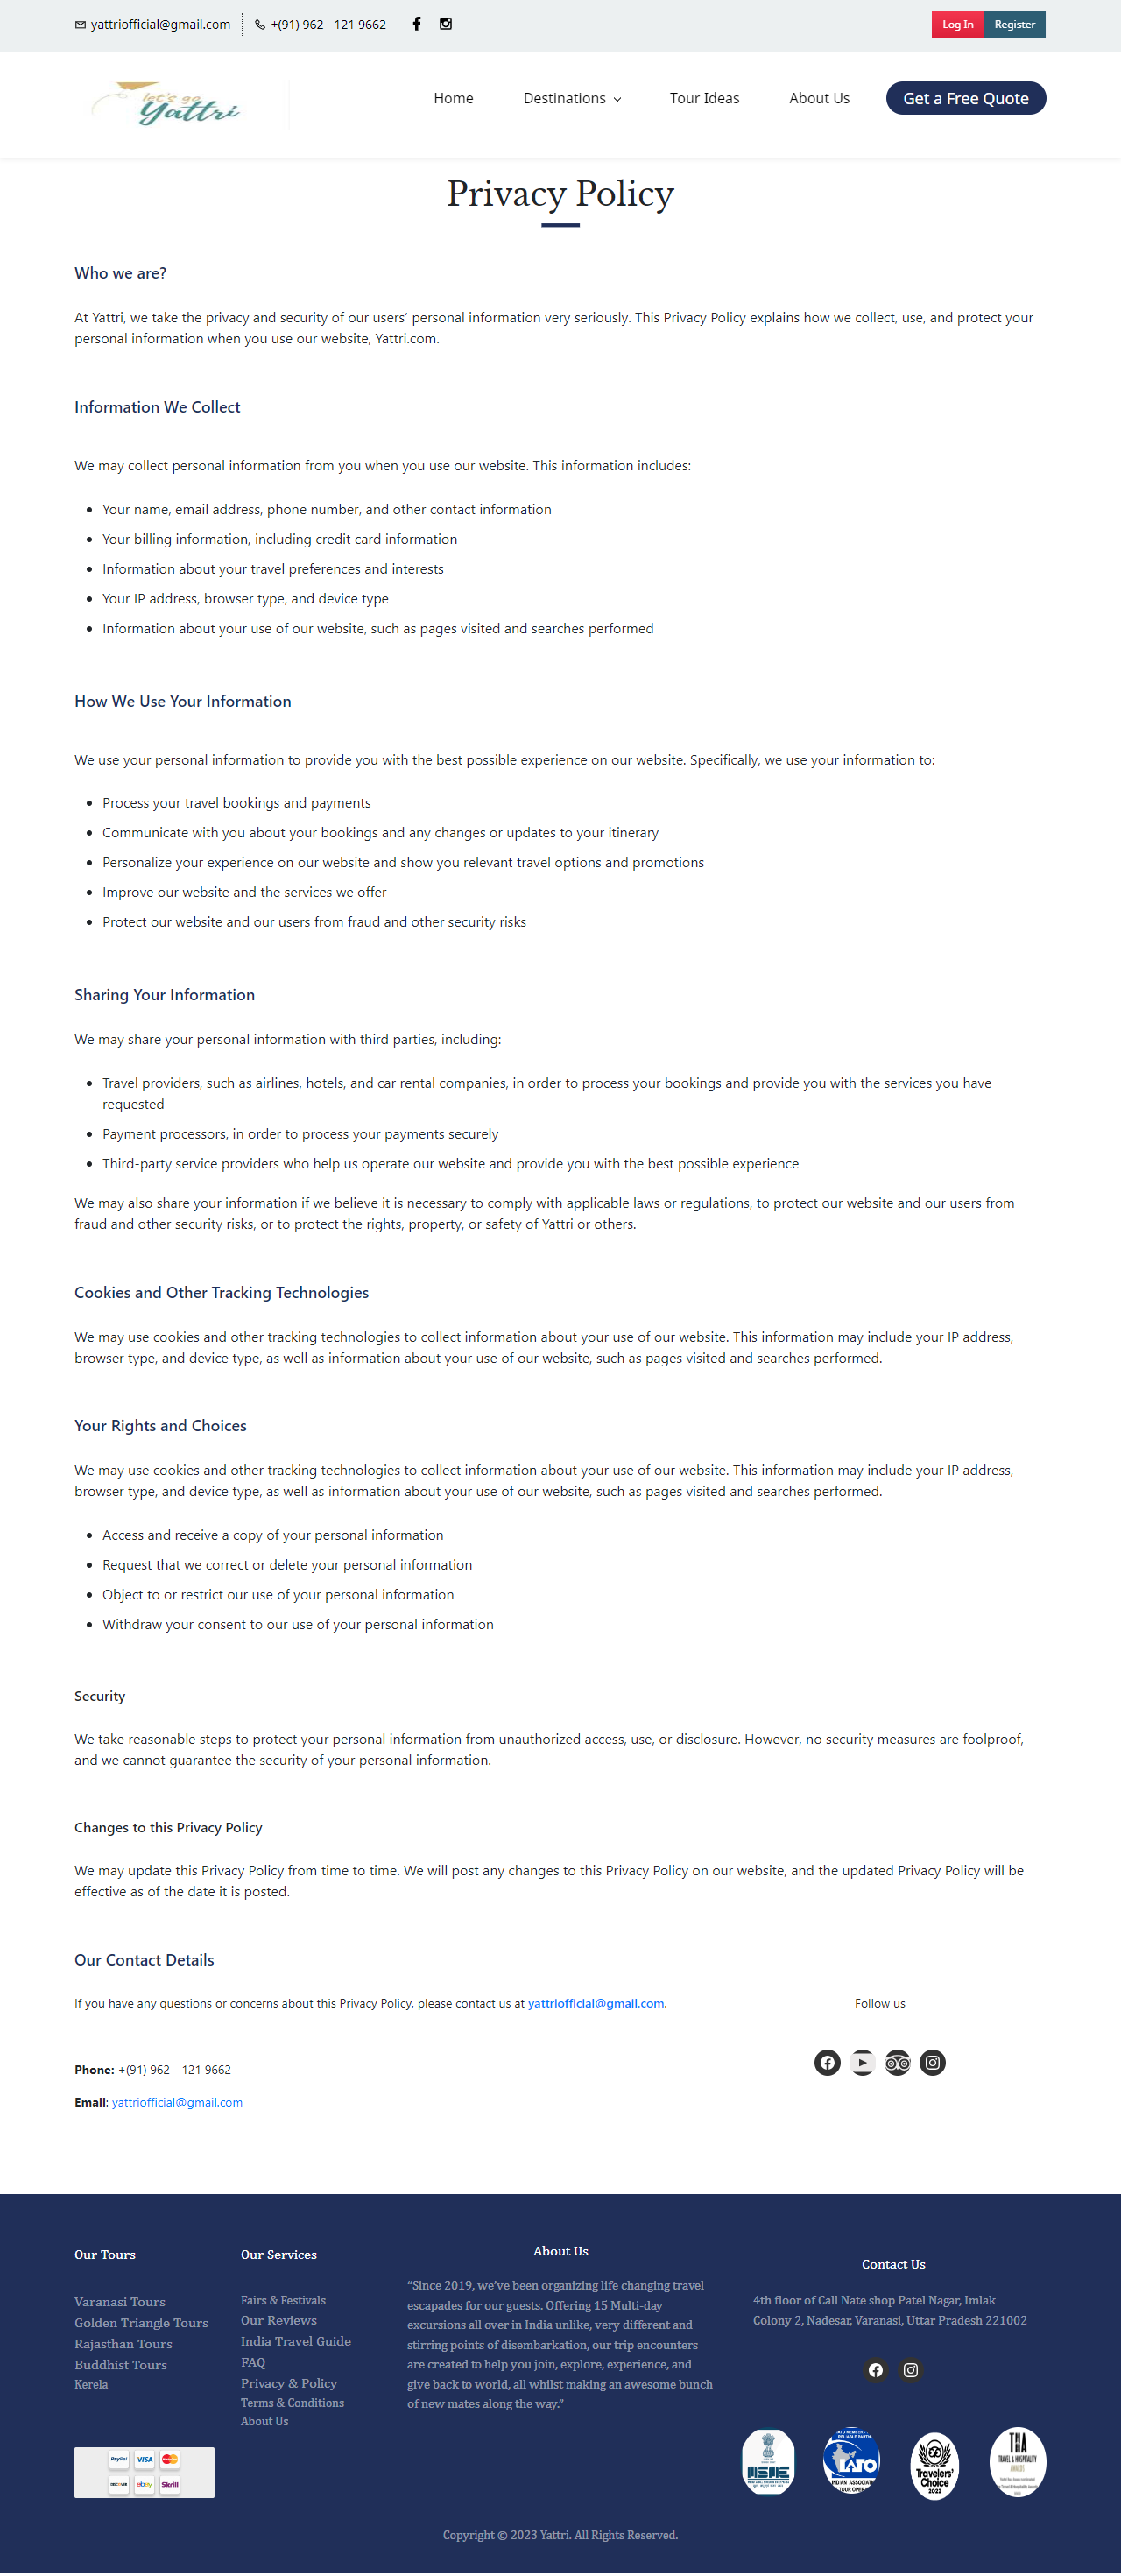 yattriofficial@gmail.com
+(91) 962 - 121 9662
Log In
Register
let's go
Yattri
Home
Destinations
Tour Ideas
About Us
Get a Free Quote
Privacy Policy
Who we are?
At Yattri, we take the privacy and security of our users’ personal information very seriously. This Privacy Policy explains how we collect, use, and protect your
personal information when you use our website, Yattri.com.
Information We Collect
We may collect personal information from you when you use our website. This information includes:
Your name, email address, phone number, and other contact information
Your billing information, including credit card information
Information about your travel preferences and interests
Your IP address, browser type, and device type
Information about your use of our website, such as pages visited and searches performed
How We Use Your Information
We use your personal information to provide you with the best possible experience on our website. Specifically, we use your information to:
Process your travel bookings and payments
Communicate with you about your bookings and any changes or updates to your itinerary
Personalize your experience on our website and show you relevant travel options and promotions
Improve our website and the services we offer
Protect our website and our users from fraud and other security risks
Sharing Your Information
We may share your personal information with third parties, including:
Travel providers, such as airlines, hotels, and car rental companies, in order to process your bookings and provide you with the services you have
requested
Payment processors, in order to process your payments securely
Third-party service providers who help us operate our website and provide you with the best possible experience
We may also share your information if we believe it is necessary to comply with applicable laws or regulations, to protect our website and our users from
fraud and other security risks, or to protect the rights, property, or safety of Yattri or others.
Cookies and Other Tracking Technologies
We may use cookies and other tracking technologies to collect information about your use of our website. This information may include your IP address,
browser type, and device type, as well as information about your use of our website, such as pages visited and searches performed.
Your Rights and Choices
We may use cookies and other tracking technologies to collect information about your use of our website. This information may include your IP address,
browser type, and device type, as well as information about your use of our website, such as pages visited and searches performed.
Access and receive a copy of your personal information
Request that we correct or delete your personal information
Object to or restrict our use of your personal information
Withdraw your consent to our use of your personal information
Security
We take reasonable steps to protect your personal information from unauthorized access, use, or disclosure. However, no security measures are foolproof,
and we cannot guarantee the security of your personal information.
Changes to this Privacy Policy
We may update this Privacy Policy from time to time. We will post any changes to this Privacy Policy on our website, and the updated Privacy Policy will be
effective as of the date it is posted.
Our Contact Details
If you have any questions or concerns about this Privacy Policy, please contact us at yattriofficial@gmail.com.
Follow us
Phone: +(91) 962 - 121 9662
Email: yattriofficial@gmail.com
Our Tours
Varanasi Tours
Golden Triangle Tours
Rajasthan Tours
Buddhist Tours
Kerela
Our Services
Fairs & Festivals
Our Reviews
India Travel Guide
FAQ
Privacy & Policy
Terms & Conditions
About Us
About Us
“Since 2019, we’ve been organizing life changing travel
escapades for our guests. Offering 15 Multi-day
excursions all over in India unlike, very different and
stirring points of disembarkation, our trip encounters
are created to help you join, explore, experience, and
give back to world, all whilst making an awesome bunch
of new mates along the way.”
Contact Us
4th floor of Call Nate shop Patel Nagar, Imlak
Colony 2, Nadesar, Varanasi, Uttar Pradesh 221002
PayPal
VISA
MasterCard
DISCOVER
ebay
Skrill
MSME
IATO
INDIAN ASSOCIAT
TOUR OPERA
Travelers'
Choice
2022
THA
TRAVEL & HOSPITALITY
AWARDS
Copyright © 2023 Yattri. All Rights Reserved.